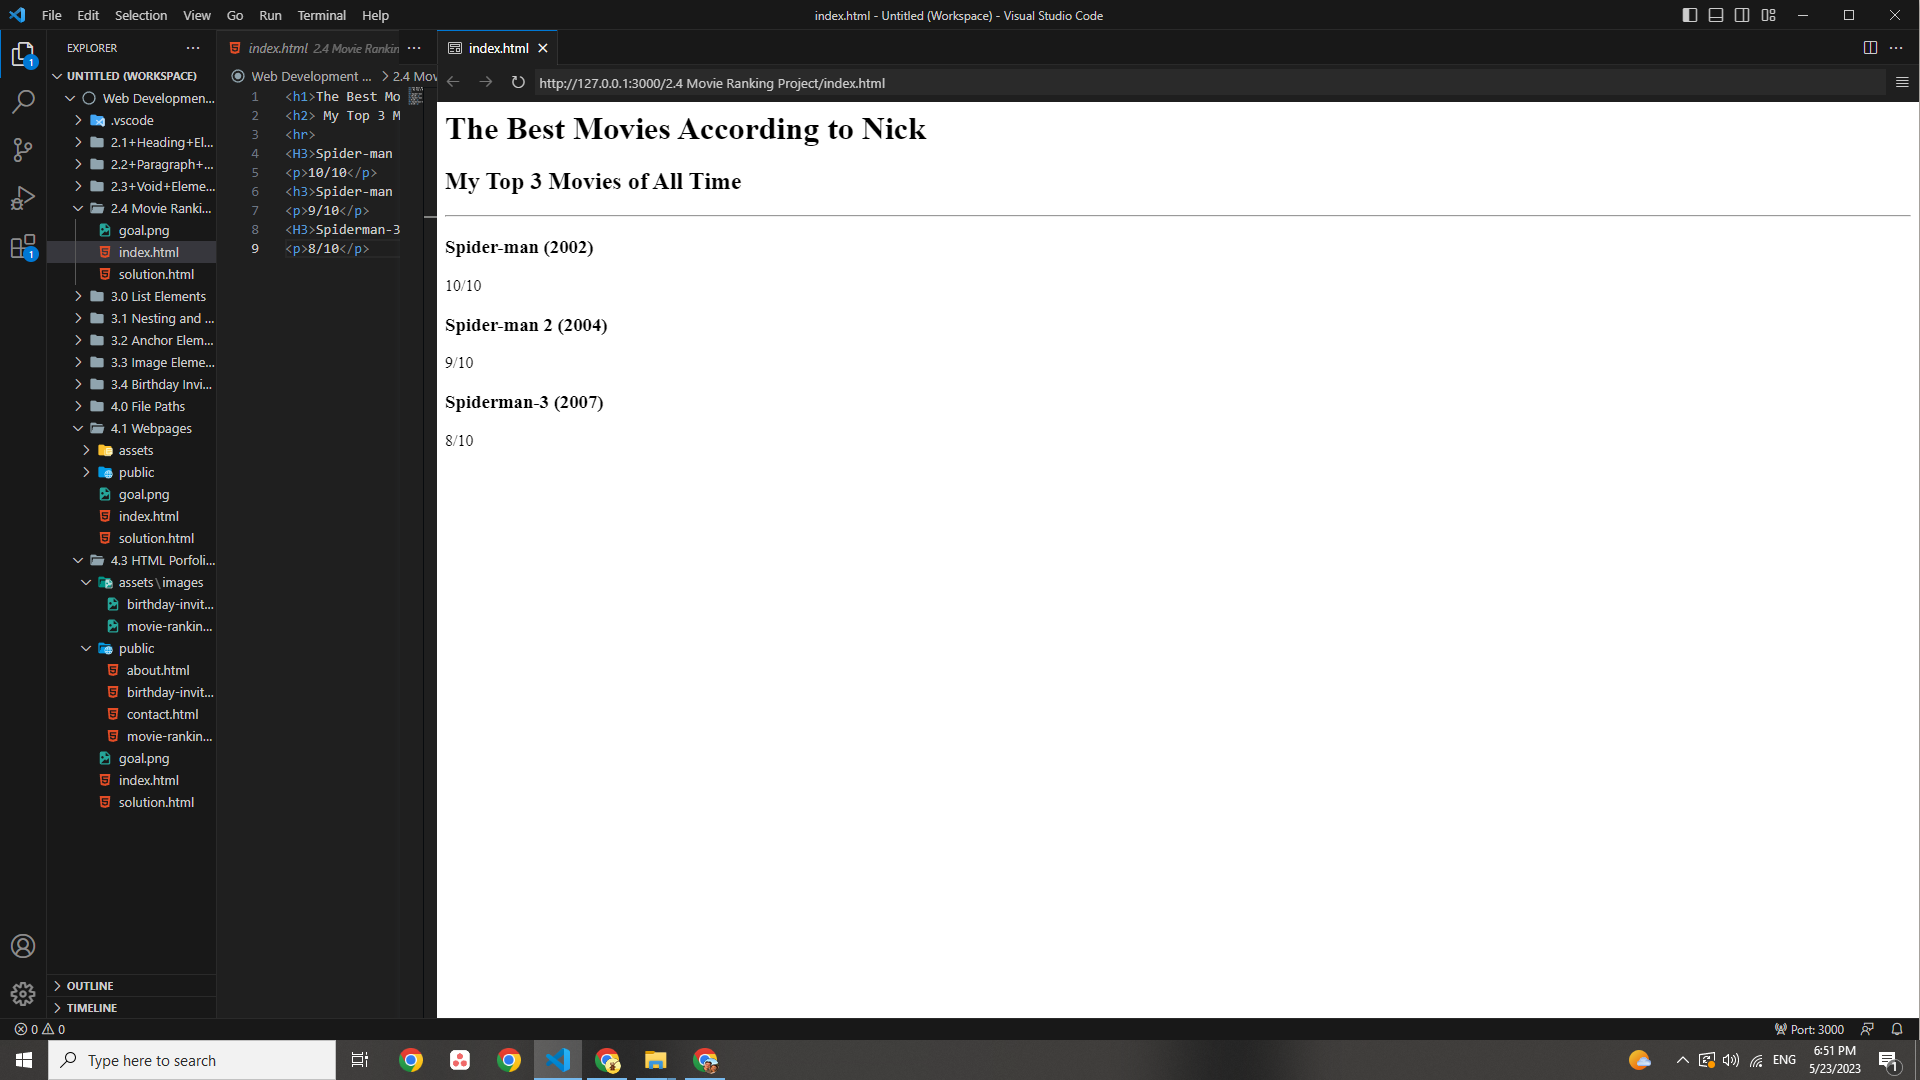 File Edit Selection View Go Run Terminal Help
index.html - Untitled (Workspace) - Visual Studio Code
EXPLORER
UNTITLED (WORKSPACE)
Web Developmen...
.vscode
2.1+Heading+El...
2.2+Paragraph+...
2.3+Void+Eleme...
2.4 Movie Ranki...
goal.png
index.html
solution.html
3.0 List Elements
3.1 Nesting and ...
3.2 Anchor Elem...
3.3 Image Eleme...
3.4 Birthday Invi...
4.0 File Paths
4.1 Webpages
assets
public
goal.png
index.html
solution.html
4.3 HTML Porfoli...
assets\images
birthday-invit...
movie-rankin...
public
about.html
birthday-invit...
contact.html
movie-rankin...
goal.png
index.html
solution.html
OUTLINE
TIMELINE
1
1
index.html 2.4 Movie Rankin
Web Development ... > 2.4 Mov
1 <h1>The Best Mo
2 <h2> My Top 3 M
3 <hr>
4 <H3>Spider-man
5 <p>10/10</p>
6 <h3>Spider-man
7 <p>9/10</p>
8 <H3>Spiderman-3
9 <p>8/10</p>
index.html
http://127.0.0.1:3000/2.4 Movie Ranking Project/index.html
The Best Movies According to Nick
My Top 3 Movies of All Time
Spider-man (2002)
10/10
Spider-man 2 (2004)
9/10
Spiderman-3 (2007)
8/10
0 0
Port: 3000
Type here to search
ENG
6:51 PM
5/23/2023
1